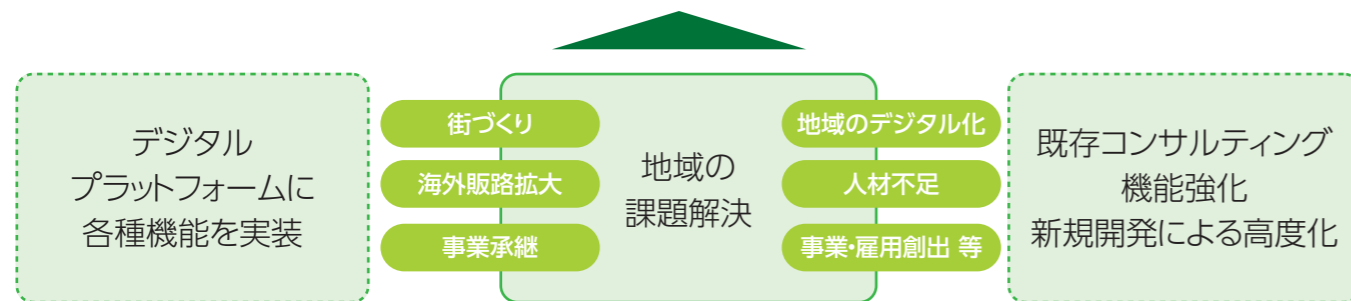 デジタル
プラットフォームに
各種機能を実装
街づくり
海外販路拡大
事業承継
地域の
課題解決
地域のデジタル化
人材不足
事業・雇用創出 等
既存コンサルティング
機能強化
新規開発による高度化